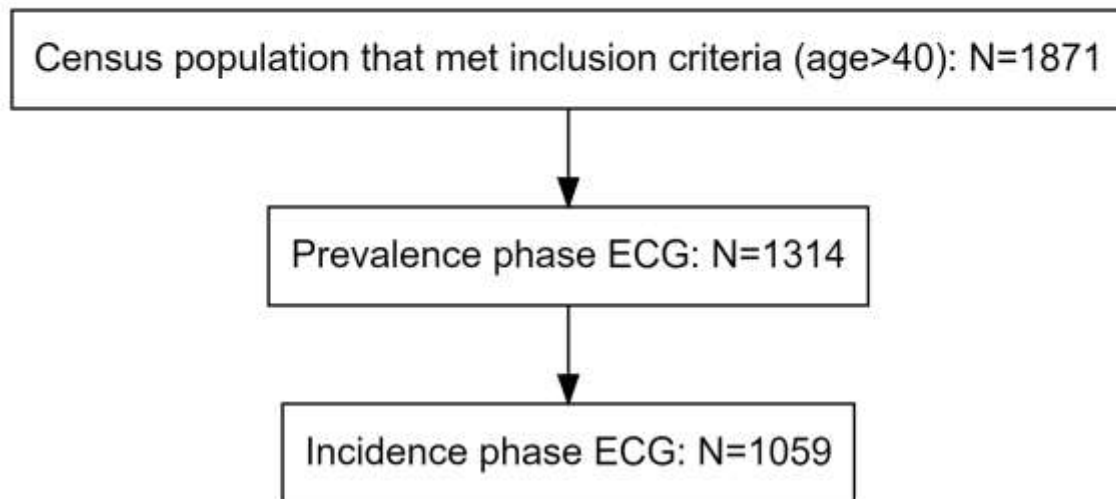 Census population that met inclusion criteria (age>40): N=1871
Prevalence phase ECG: N=1314
Incidence phase ECG: N=1059